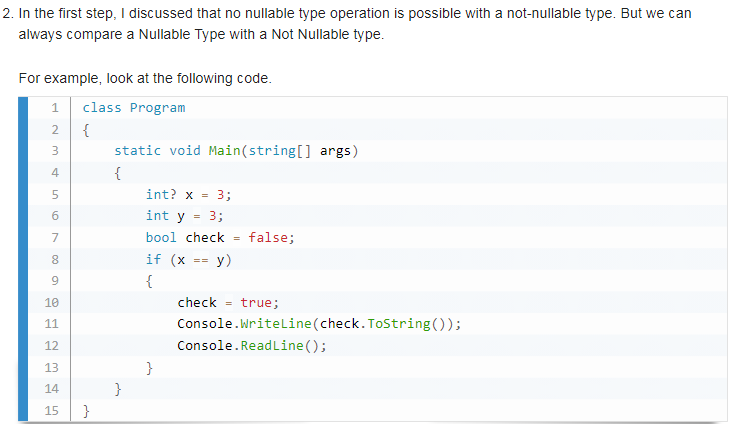 2. In the first step, I discussed that no nullable type operation is possible with a not-nullable type. But we can
always compare a Nullable Type with a Not Nullable type.
For example, look at the following code.
1 class Program
2 {
3     static void Main(string[] args)
4     {
5         int? x = 3;
6         int y = 3;
7         bool check = false;
8         if (x == y)
9         {
10             check = true;
11             Console.WriteLine(check.ToString());
12             Console.ReadLine();
13         }
14     }
15 }